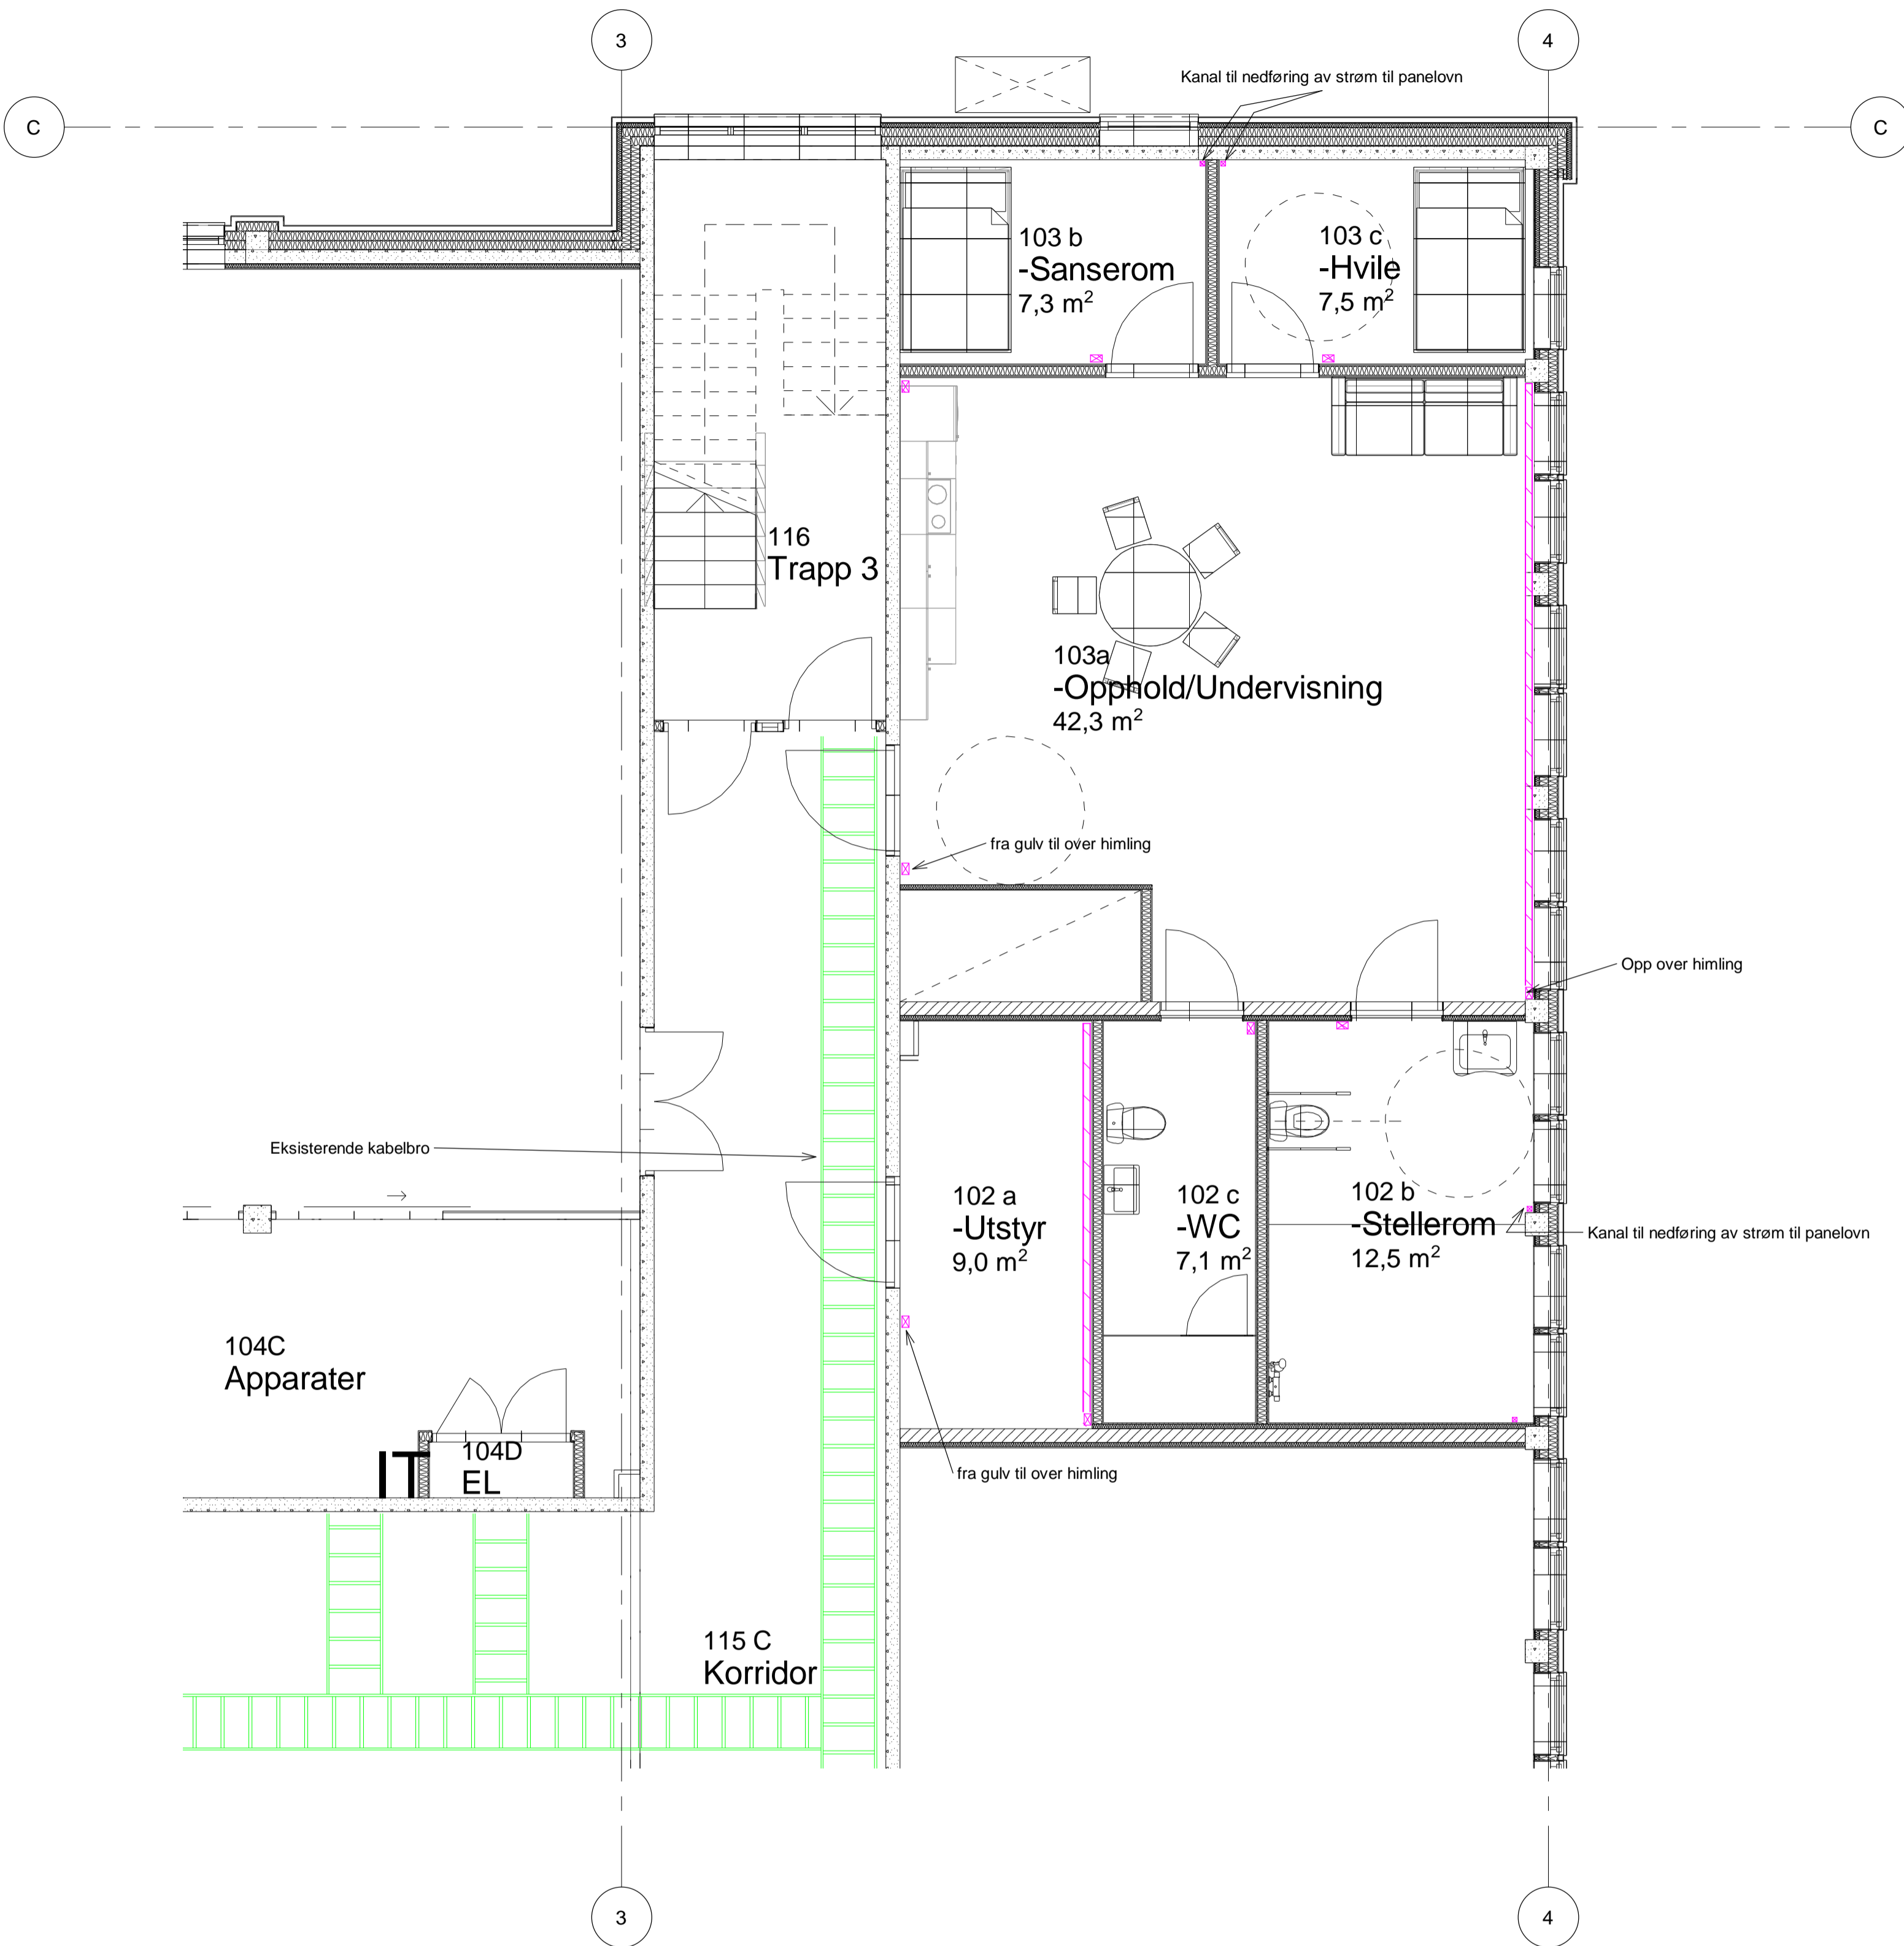 3
4
Kanal til nedføring av strøm til panelovn
C
C
103 b
-Sanserom
7,3 m²
103 c
-Hvile
7,5 m²
116
Trapp 3
103a
-Opphold/Undervisning
42,3 m²
fra gulv til over himling
Opp over himling
Eksisterende kabelbro
102 a
-Utstyr
9,0 m²
102 c
-WC
7,1 m²
102 b
-Stellerom
12,5 m²
Kanal til nedføring av strøm til panelovn
104C
Apparater
IT
104D
EL
fra gulv til over himling
115 C
Korridor
3
4